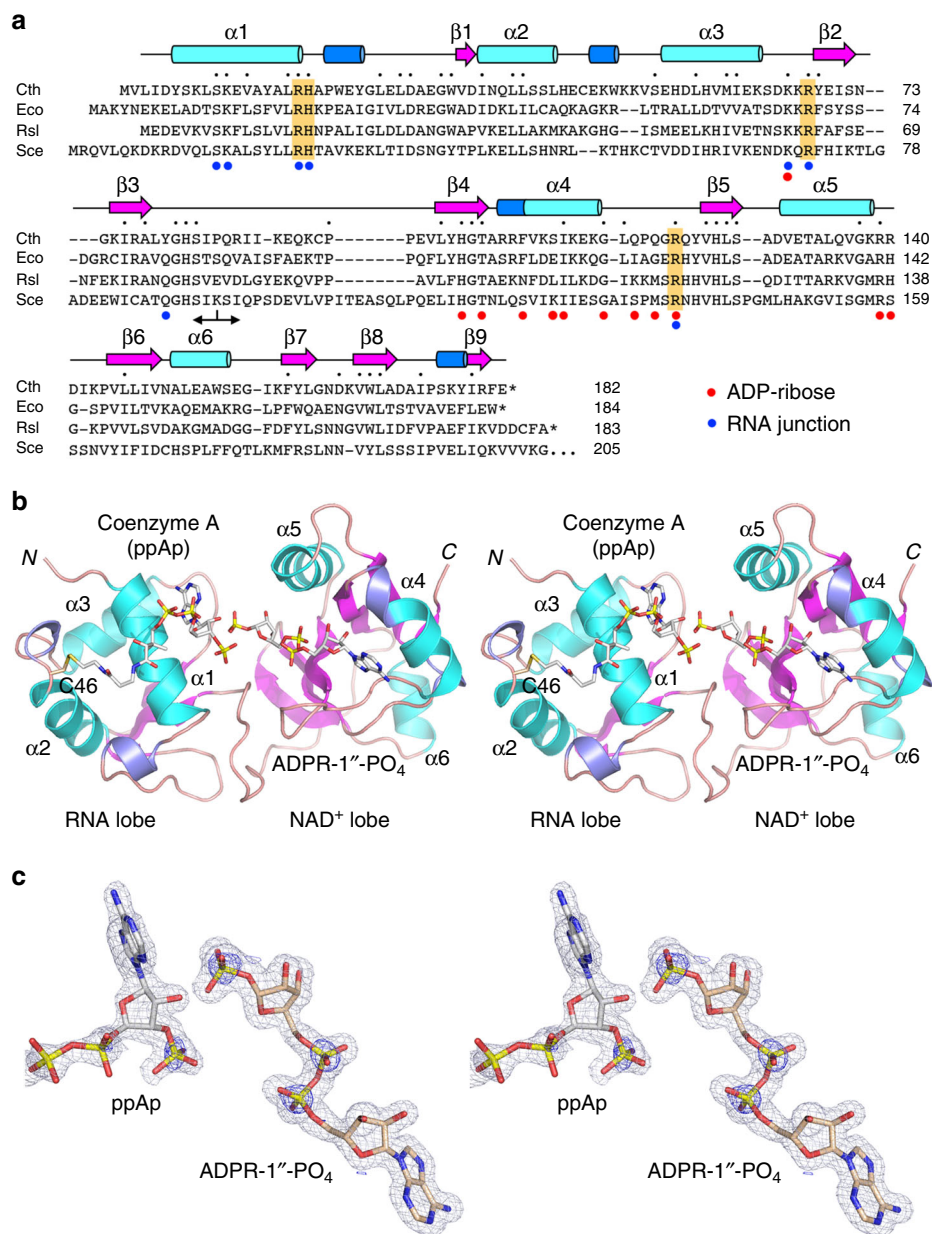 a
α1 β1 α2 α3 β2
Cth MVLIDYSKLSKEVAYALRHAPWEYGLELDAEGWVDINQLLSSLHECEKWKKVSEHDLHVMIEKSDKKRYEISN-- 73
Eco MAKYNEKELADTSKFLSFVLRHKPEAIGIVLDREGWADIDKLILCAQKAGKR-LTRALLDTVVATSDKKRFSYSS-- 74
Rsl MEDEVKVSKFLSLVLRHNPALIGLDLDANGWAPVKELLAKMKAKGHG-ISMEELKHIVETNSKKRFAFSE-- 69
Sce MRQVLQKDKRDVQLSKALSYLLRHTAVKEKLTIDSNGYTPLKELLSHNRL--KTHKCTVDDIHRIVKENDKQRFHIKTLG 78
β3 β4 α4 β5 α5
Cth ---GKIRALYGHSIPQRII-KEQKCP-------PEVLYHGTARRFVKSIKEKG-LQPQGRQYVHLS--ADVETALQVGKRR 140
Eco DGRCIRAVQGHSTSQVAISFAEKTP--------PQFLYHGTASRFLDEIKKQG-LIAGERHYVHLS--ADEATARKVGARH 142
Rsl NFEKIRANQGHSVEVDLGYEKQVPP--------AVLFHGTAEKNFDLILKDG-IKKMSRHHVHLS--QDITTARKVGMRH 138
Sce ADEEWICATQGHSIKSIQPSDEVLVPITEASQLPQELIHGTNLQSVIKIIESGAISPMSRNHVHLSPGMLHAKGVISGMRS 159
β6 α6 β7 β8 β9
Cth DIKPVLLIVNALEAWSEG-IKFYLGNDKVWLADAIPSKYIRFE* 182
Eco G-SPVILTVKAQEMAKRG-LPFWQAENGVWLTSTVAVEFLEW* 184
Rsl G-KPVVLSVDAKGMADGG-FDFYLSNNGVWLIDFVPAEFIKVDDCFA* 183
Sce SSNVYIFIDCHSPLFFQTLKMFRSLNN-VYLSSSIPVELIQKVVVKG... 205
ADP-ribose
RNA junction
b
Coenzyme A (ppAp) α5 Coenzyme A (ppAp) α5
N C N C
α3 α4 α3 α4
C46 α1 C46 α1
α2 ADPR-1″-PO4 α6 α2 ADPR-1″-PO4 α6
RNA lobe NAD+ lobe RNA lobe NAD+ lobe
c
ppAp ppAp
ADPR-1″-PO4 ADPR-1″-PO4